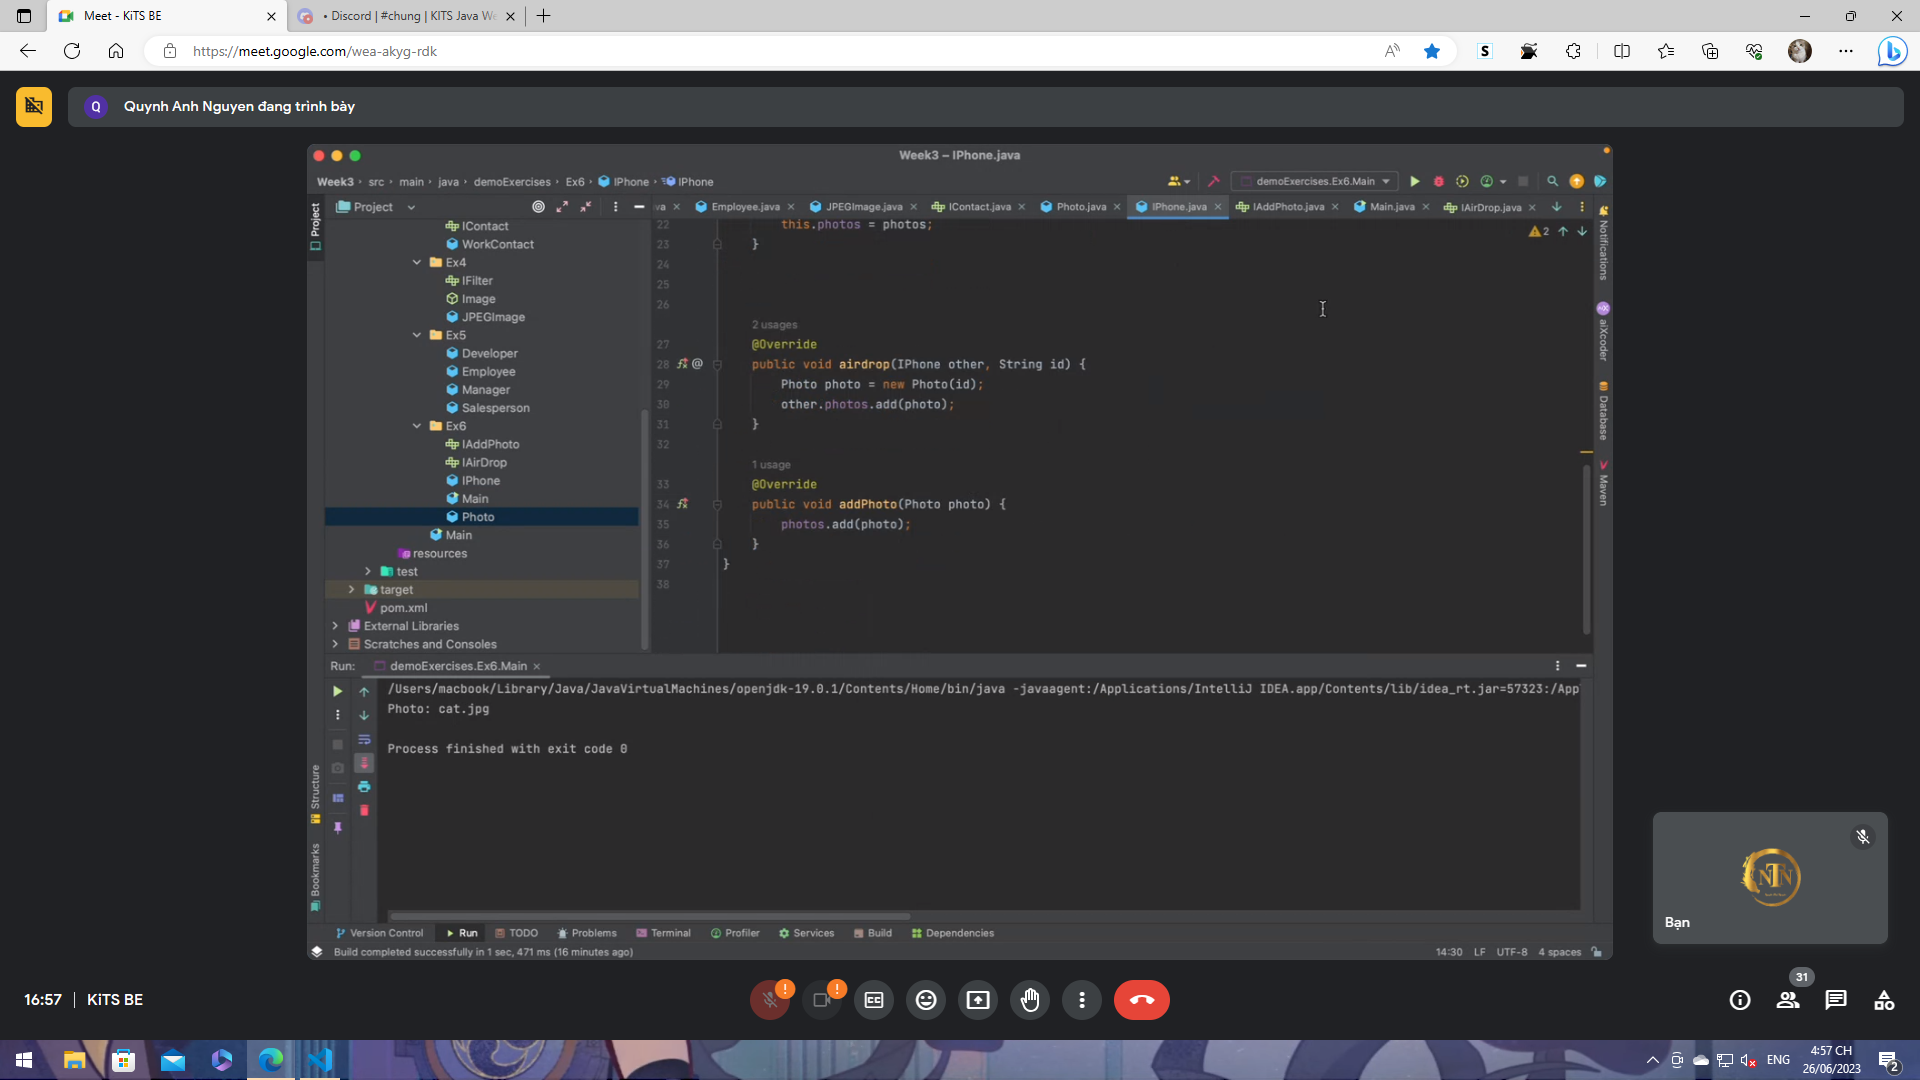 Meet - KiTS BE
• Discord | #chung | KITS Java We
https://meet.google.com/wea-akyg-rdk
Q
Quynh Anh Nguyen đang trình bày
Week3 – IPhone.java
Week3 › src › main › java › demoExercises › Ex6 › IPhone › IPhone
demoExercises.Ex6.Main
Project
Project
va
Employee.java
JPEGImage.java
IContact.java
Photo.java
IPhone.java
IAddPhoto.java
Main.java
IAirDrop.java
IContact
WorkContact
Ex4
IFilter
Image
JPEGImage
Ex5
Developer
Employee
Manager
Salesperson
Ex6
IAddPhoto
IAirDrop
IPhone
Main
Photo
Main
resources
test
target
pom.xml
External Libraries
Scratches and Consoles
22 this.photos = photos;
2
23 }
24
25
26
2 usages
27 @Override
28 @ public void airdrop(IPhone other, String id) {
29 Photo photo = new Photo(id);
30 other.photos.add(photo);
31 }
32
1 usage
33 @Override
34 public void addPhoto(Photo photo) {
35 photos.add(photo);
36 }
37 }
38
Notifications
aiXcoder
Database
Maven
Run:
demoExercises.Ex6.Main
/Users/macbook/Library/Java/JavaVirtualMachines/openjdk-19.0.1/Contents/Home/bin/java -javaagent:/Applications/IntelliJ IDEA.app/Contents/lib/idea_rt.jar=57323:/App
Photo: cat.jpg
Process finished with exit code 0
Structure
Bookmarks
Version Control
Run
TODO
Problems
Terminal
Profiler
Services
Build
Dependencies
Build completed successfully in 1 sec, 471 ms (16 minutes ago)
14:30 LF UTF-8 4 spaces
NTN
Bạn
16:57 | KiTS BE
31
ENG
4:57 CH
26/06/2023
2